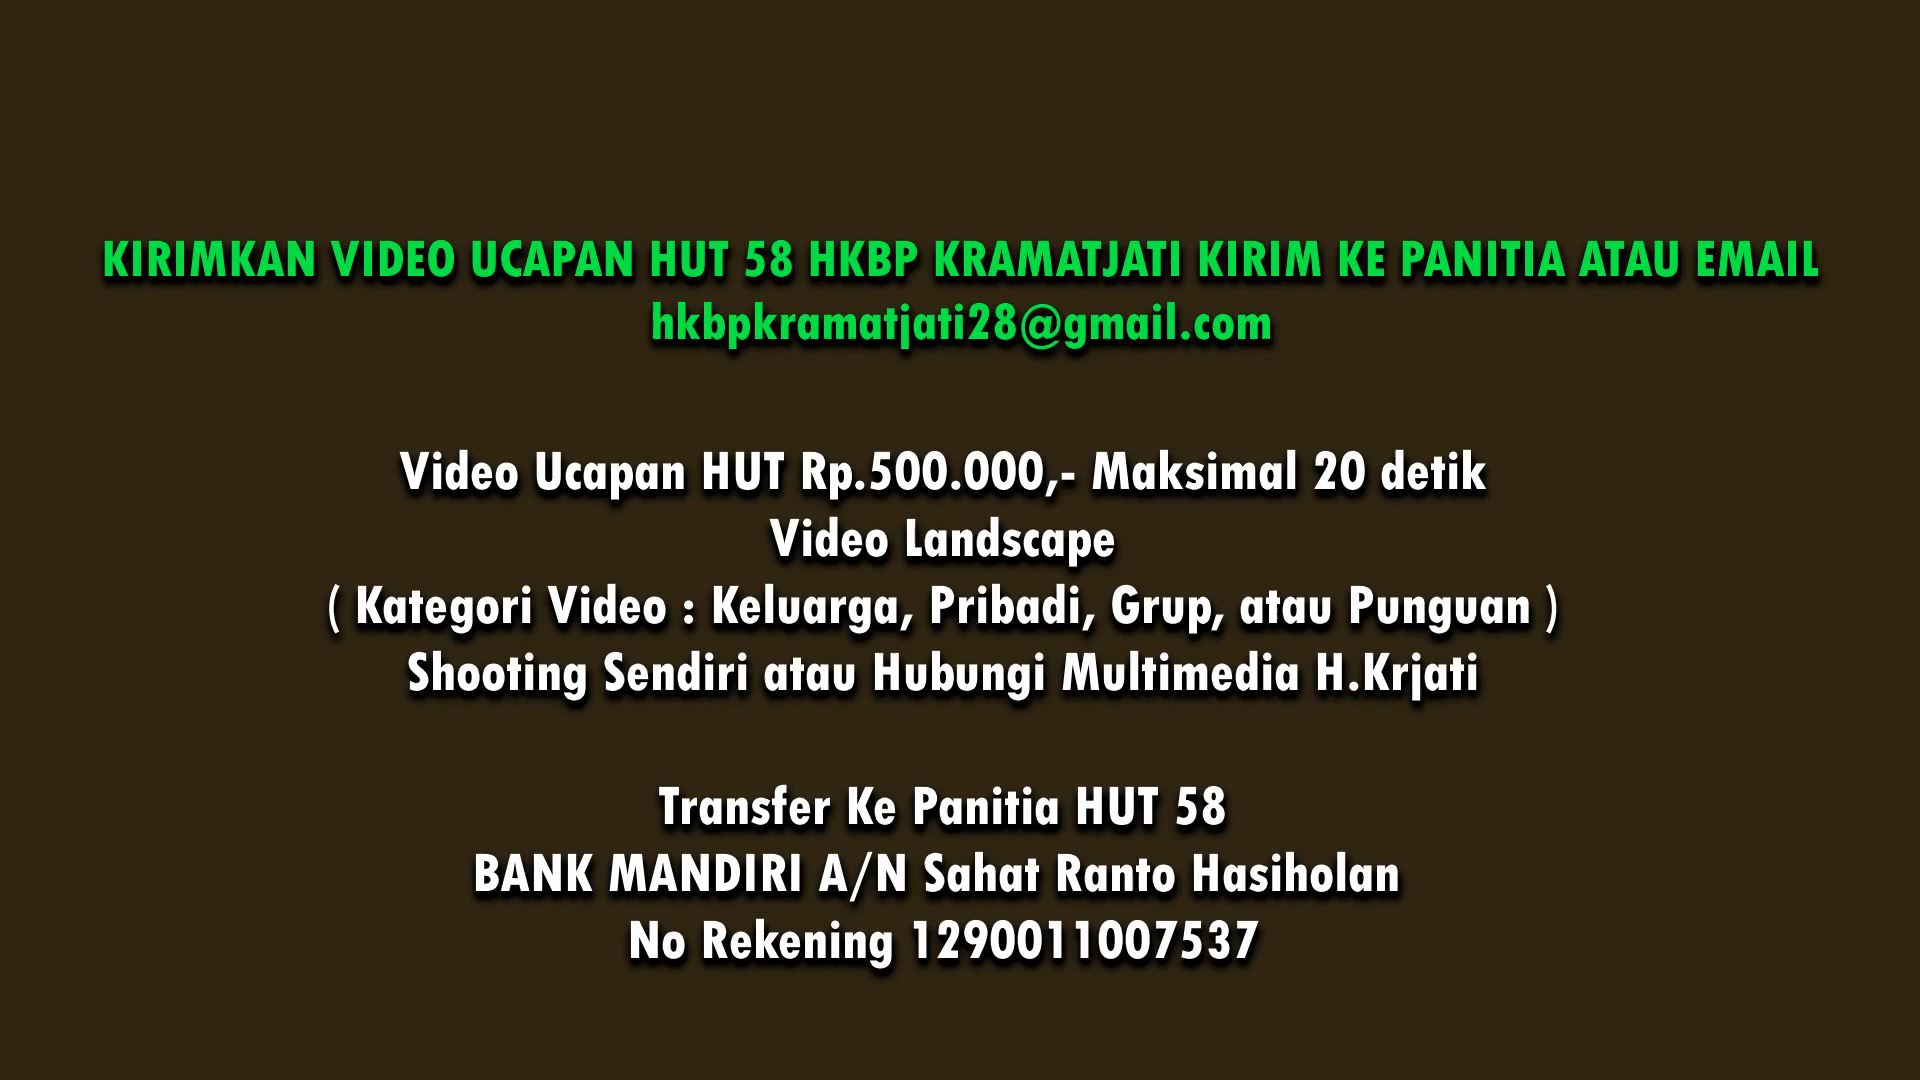 KIRIMKAN VIDEO UCAPAN HUT 58 HKBP KRAMATJATI KIRIM KE PANITIA ATAU EMAIL
hkbpkramatjati28@gmail.com
Video Ucapan HUT Rp.500.000,- Maksimal 20 detik
Video Landscape
( Kategori Video : Keluarga, Pribadi, Grup, atau Punguan )
Shooting Sendiri atau Hubungi Multimedia H.Krjati
Transfer Ke Panitia HUT 58
BANK MANDIRI A/N Sahat Ranto Hasiholan
No Rekening 1290011007537